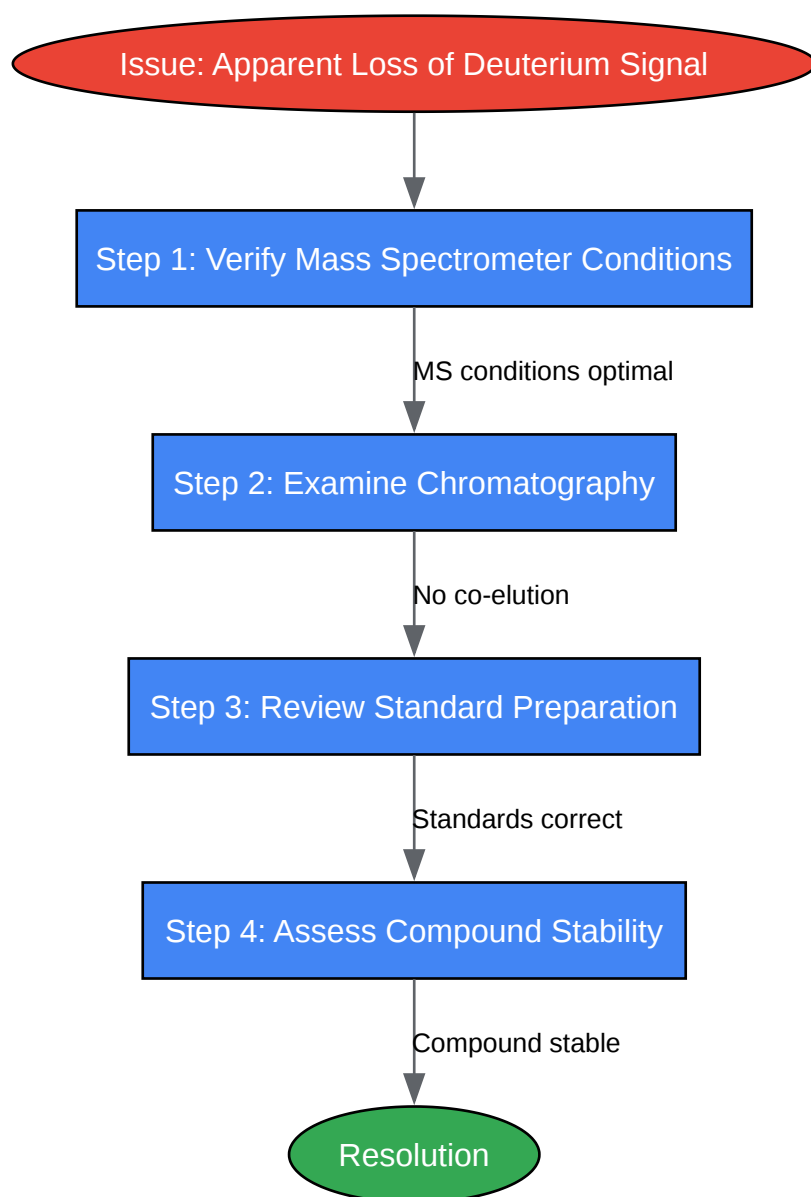 Issue: Apparent Loss of Deuterium Signal
Step 1: Verify Mass Spectrometer Conditions
MS conditions optimal
Step 2: Examine Chromatography
No co-elution
Step 3: Review Standard Preparation
Standards correct
Step 4: Assess Compound Stability
Compound stable
Resolution